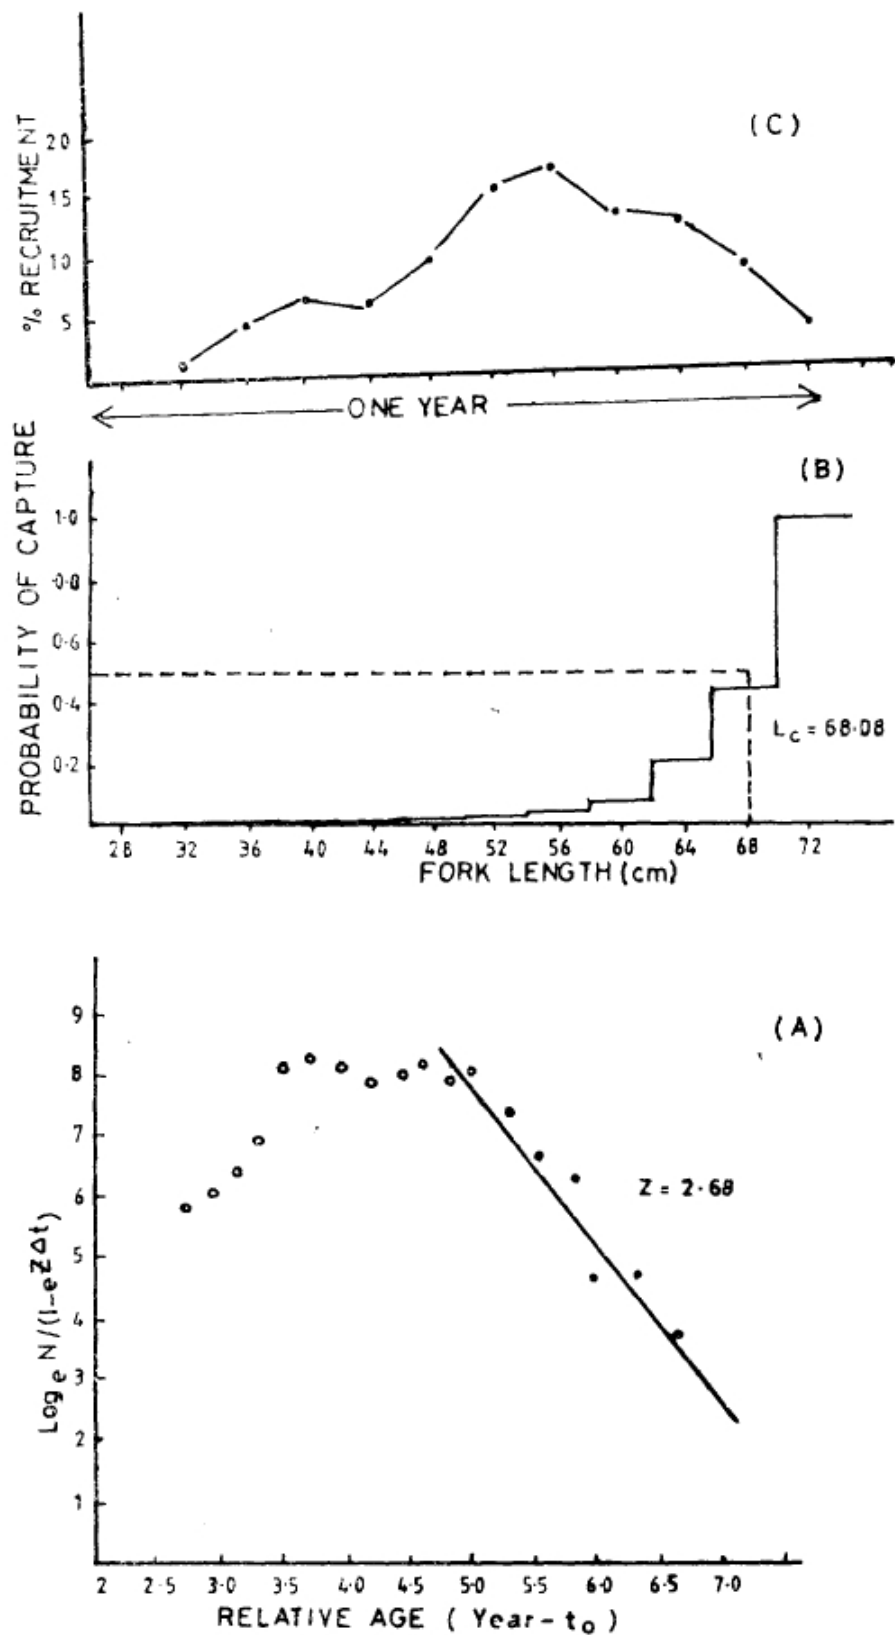 (C)
% RECRUITMENT
20
15
10
5
ONE YEAR
(B)
PROBABILITY OF CAPTURE
1.0
0.8
0.6
0.4
0.2
Lc = 68.08
28 32 36 40 44 48 52 56 60 64 68 72
FORK LENGTH (cm)
(A)
Loge N/(1-e^ZΔt)
9
8
7
6
5
4
3
2
1
Z = 2.68
2 2.5 3.0 3.5 4.0 4.5 5.0 5.5 6.0 6.5 7.0
RELATIVE AGE ( Year-to)